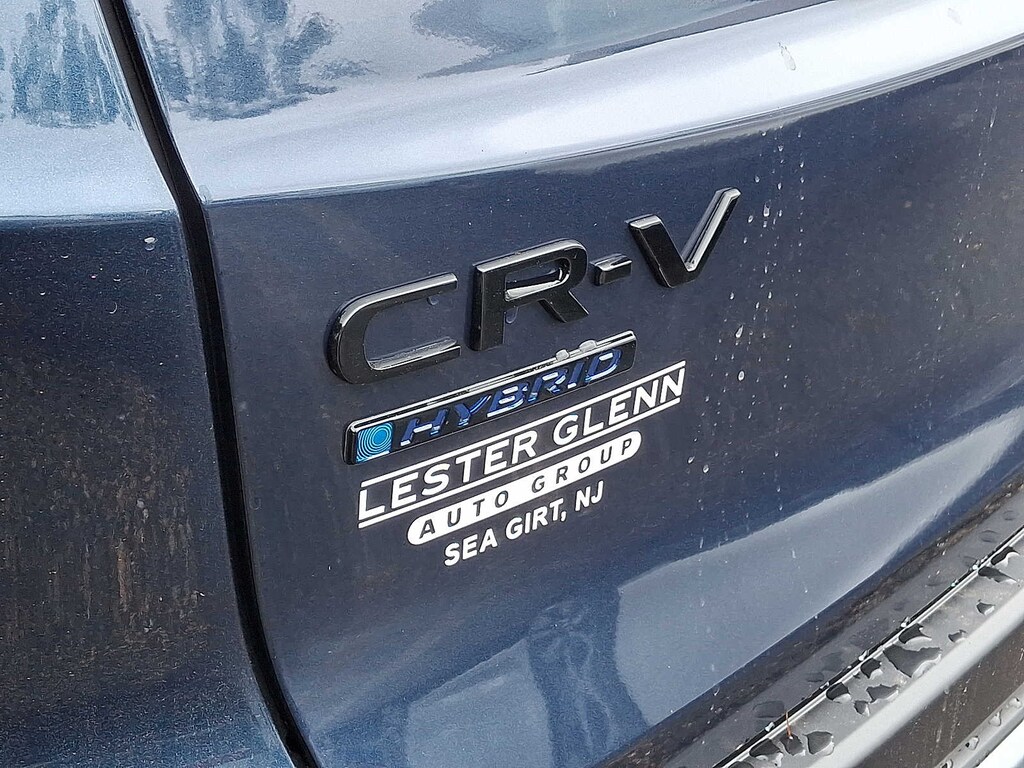 CR-V
HYBRID
LESTER GLENN
AUTO GROUP
SEA GIRT, NJ